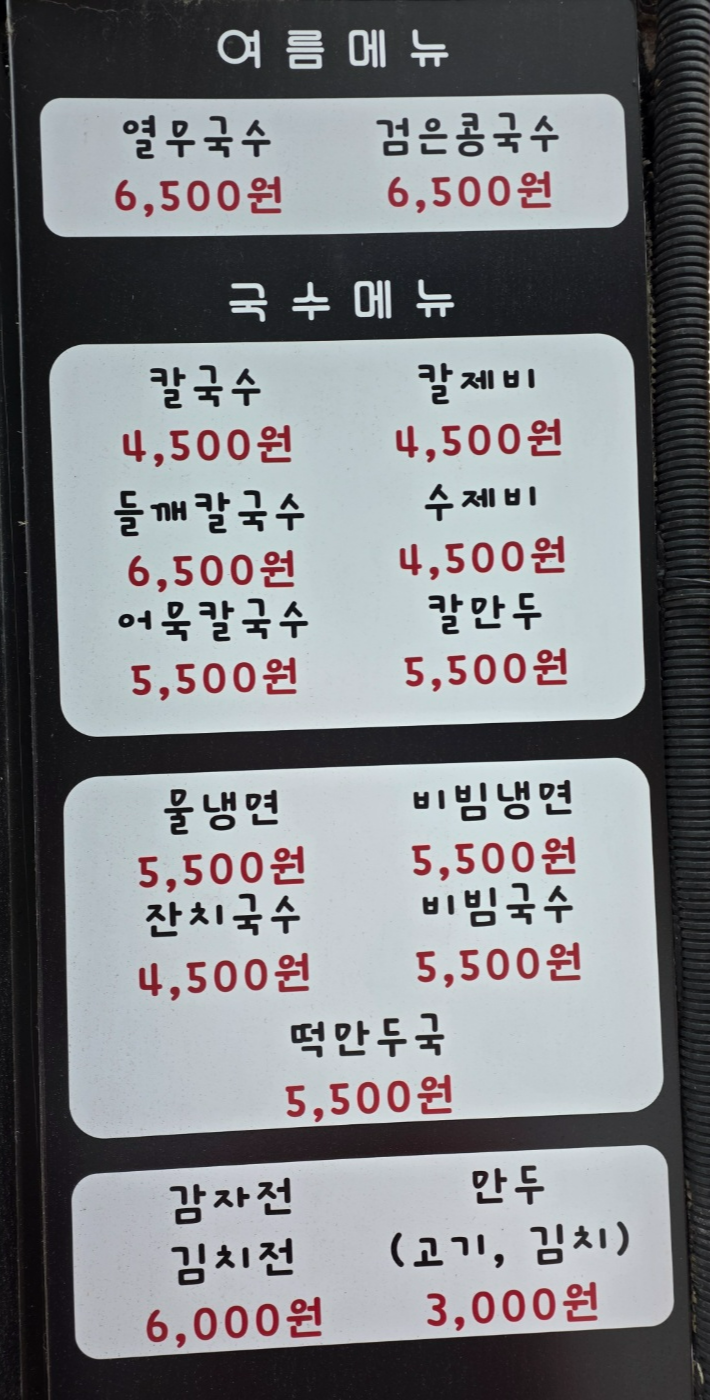 여름메뉴
열무국수 검은콩국수
6,500원 6,500원
국수메뉴
칼국수 칼제비
4,500원 4,500원
들깨칼국수 수제비
6,500원 4,500원
어묵칼국수 칼만두
5,500원 5,500원
물냉면 비빔냉면
5,500원 5,500원
잔치국수 비빔국수
4,500원 5,500원
떡만두국
5,500원
감자전 만두
김치전 (고기, 김치)
6,000원 3,000원